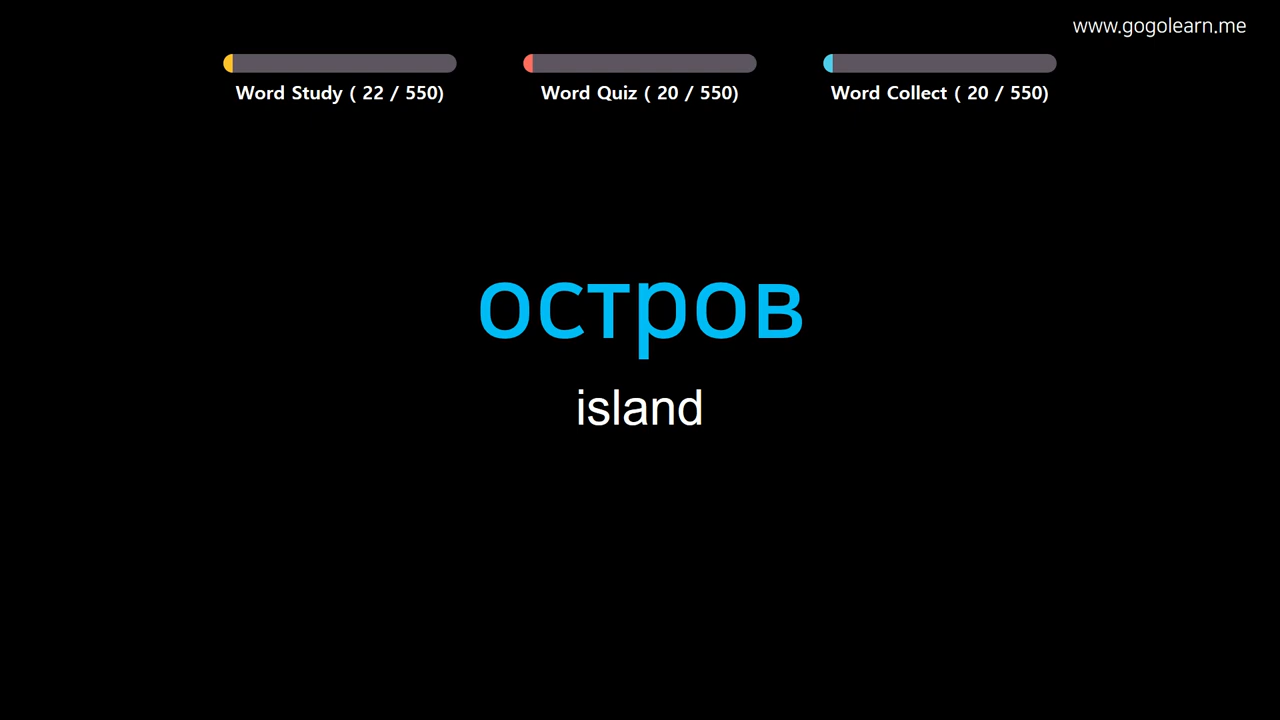 www.gogolearn.me
Word Study ( 22 / 550)
Word Quiz ( 20 / 550)
Word Collect ( 20 / 550)
остров
island